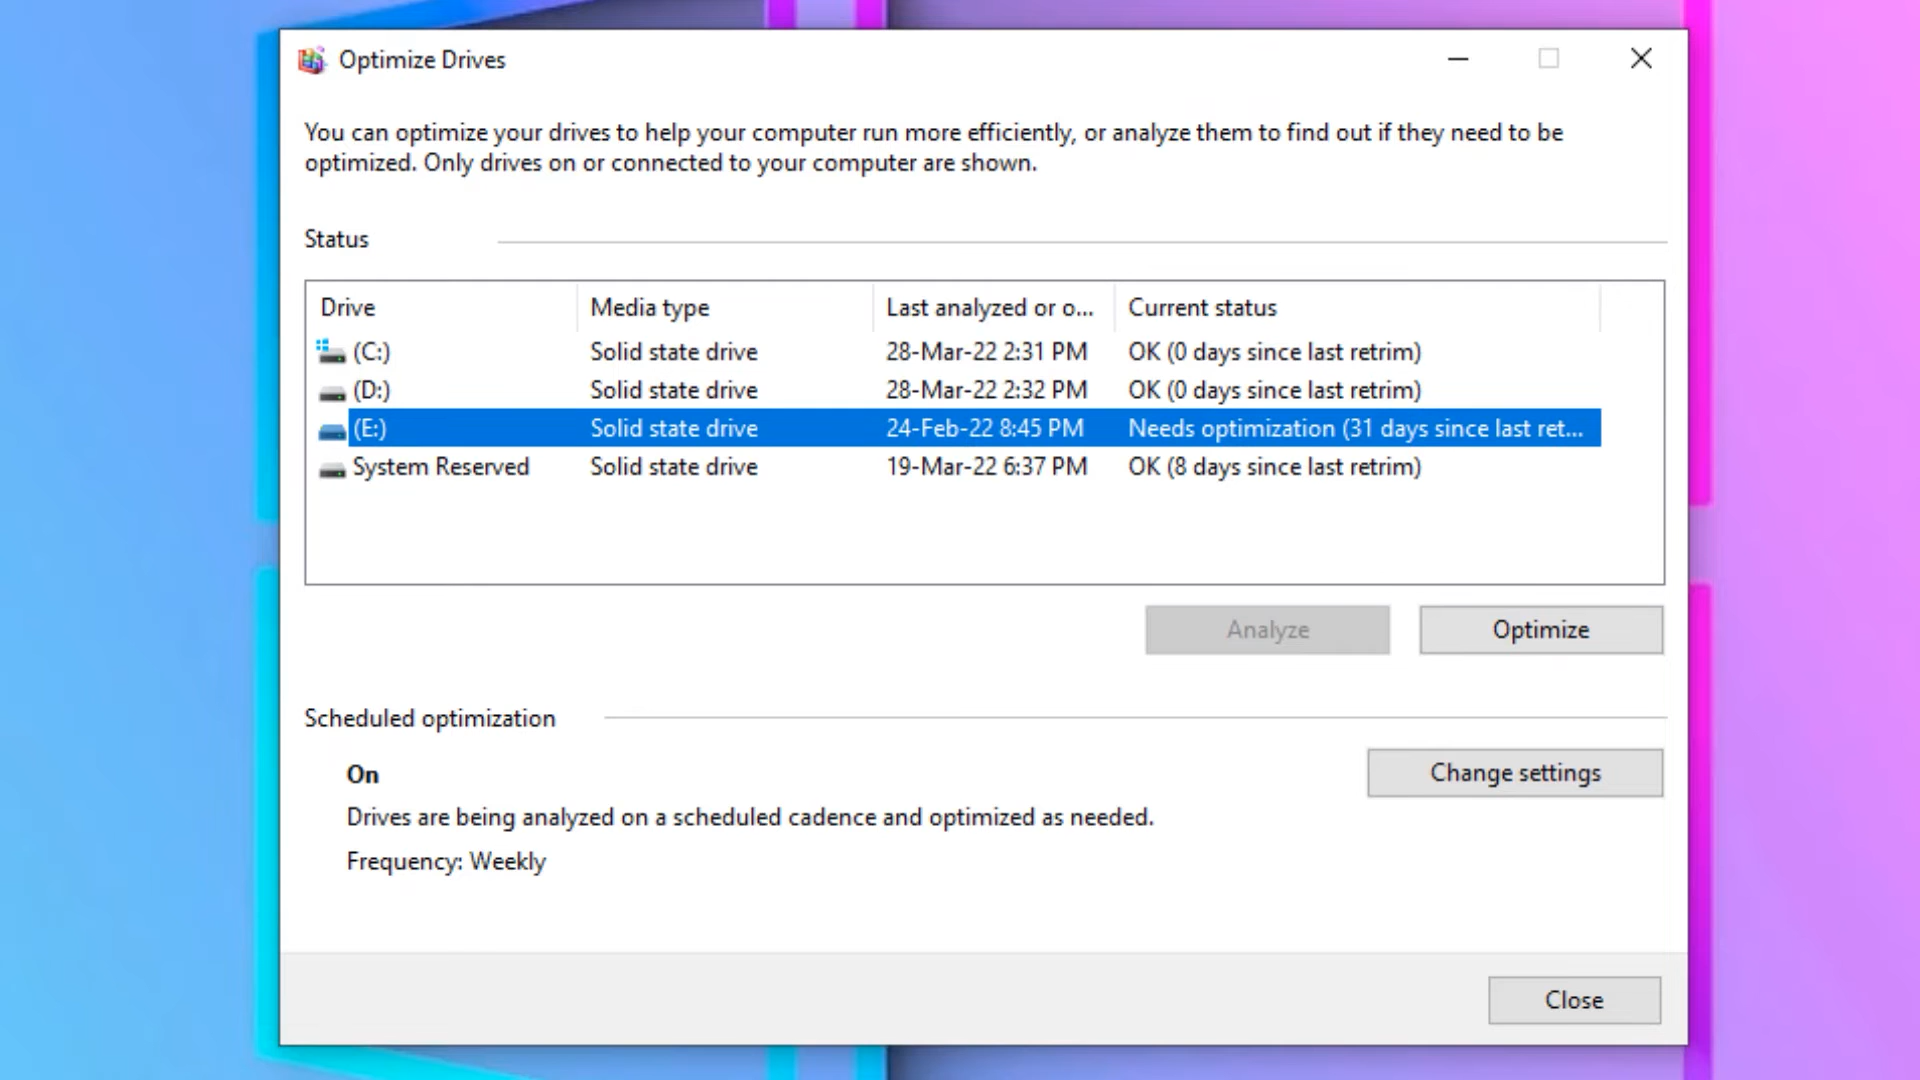 Optimize Drives
You can optimize your drives to help your computer run more efficiently, or analyze them to find out if they need to be
optimized. Only drives on or connected to your computer are shown.
Status
Drive Media type Last analyzed or o... Current status
(C:) Solid state drive 28-Mar-22 2:31 PM OK (0 days since last retrim)
(D:) Solid state drive 28-Mar-22 2:32 PM OK (0 days since last retrim)
(E:) Solid state drive 24-Feb-22 8:45 PM Needs optimization (31 days since last ret...
System Reserved Solid state drive 19-Mar-22 6:37 PM OK (8 days since last retrim)
Analyze Optimize
Scheduled optimization
On
Change settings
Drives are being analyzed on a scheduled cadence and optimized as needed.
Frequency: Weekly
Close